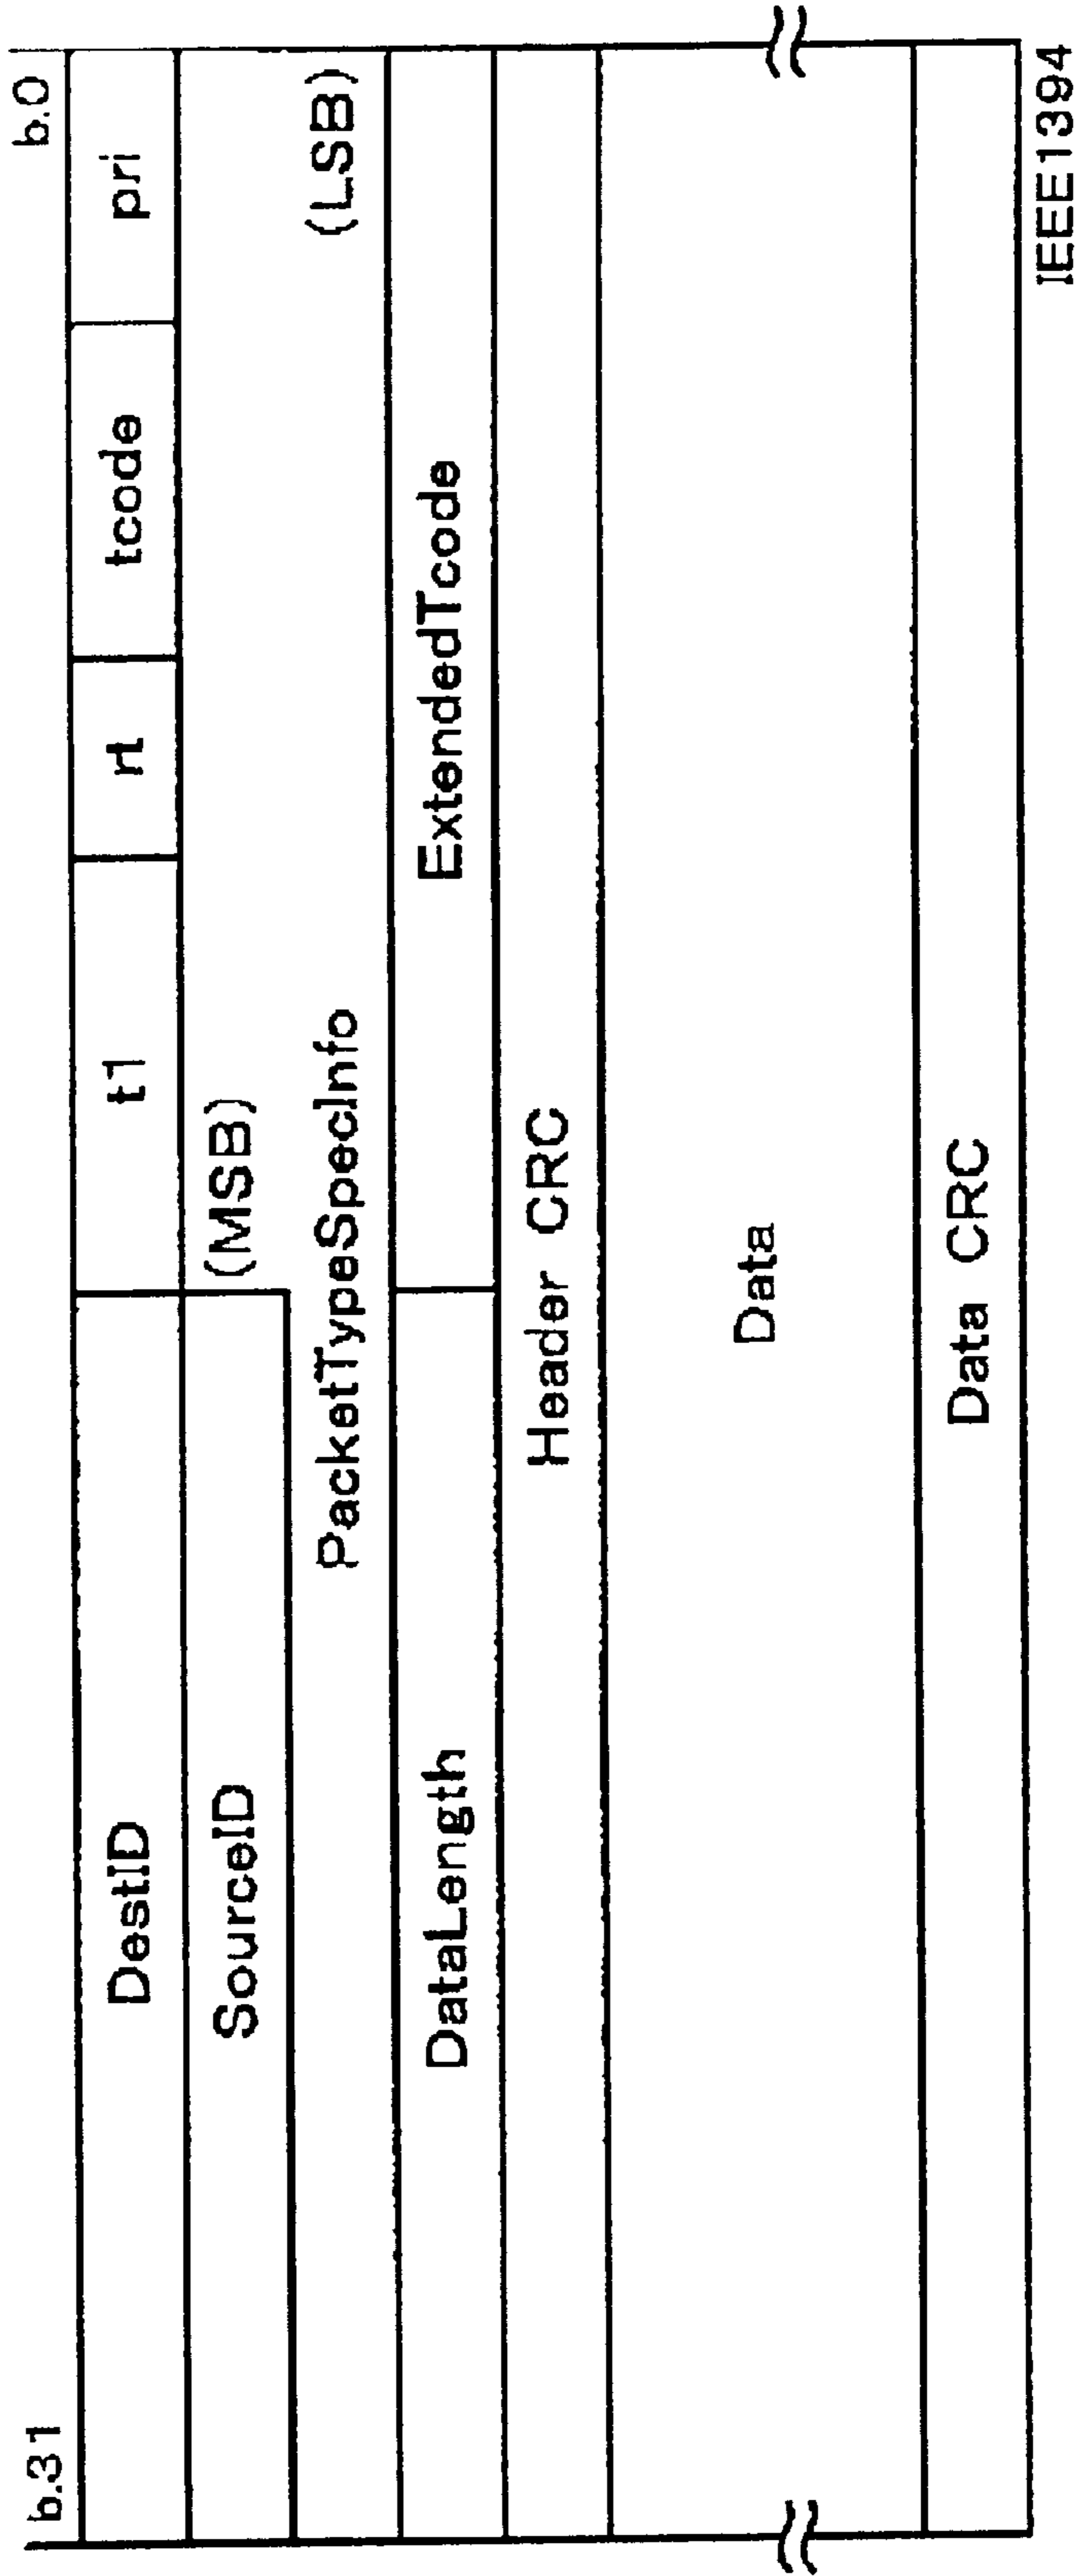 b.31 b.0
DestID t1 rt tcode pri
SourceID (MSB)
PacketTypeSpecInfo (LSB)
DataLength ExtendedTcode
Header CRC
Data
Data CRC
IEEE1394